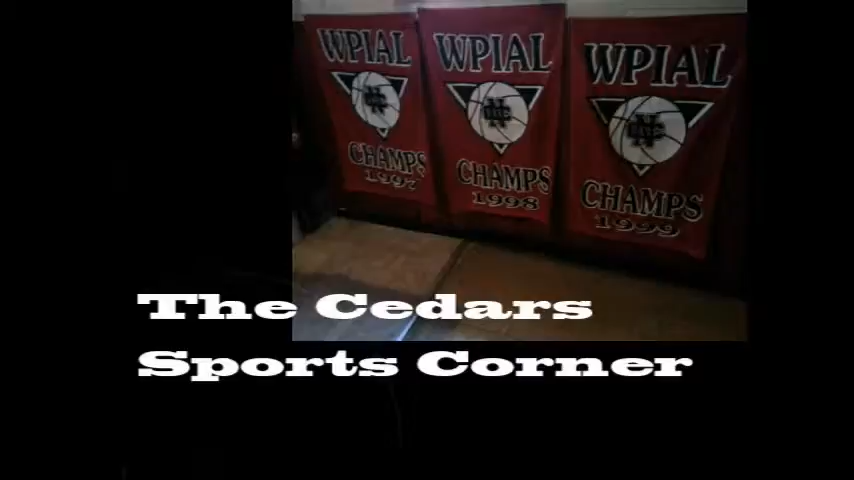 WPIAL
CHAMPS
1997
WPIAL
N
CHAMPS
1998
WPIAL
N
CHAMPS
1999
The Cedars
Sports Corner